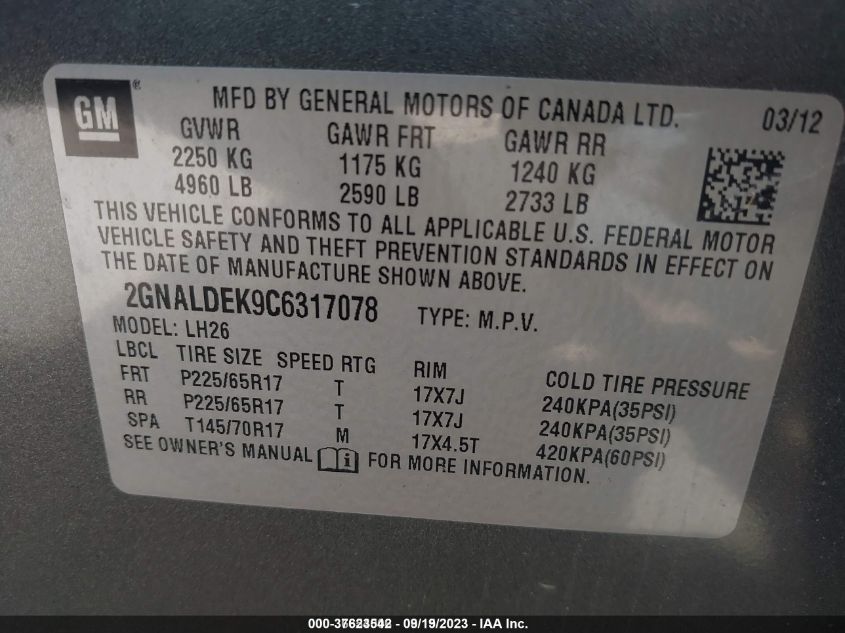 GM ®
MFD BY GENERAL MOTORS OF CANADA LTD. 03/12
GVWR GAWR FRT GAWR RR
2250 KG 1175 KG 1240 KG
4960 LB 2590 LB 2733 LB
THIS VEHICLE CONFORMS TO ALL APPLICABLE U.S. FEDERAL MOTOR
VEHICLE SAFETY AND THEFT PREVENTION STANDARDS IN EFFECT ON
THE DATE OF MANUFACTURE SHOWN ABOVE.
2GNALDEK9C6317078 TYPE: M.P.V.
MODEL: LH26
LBCL TIRE SIZE SPEED RTG RIM COLD TIRE PRESSURE
FRT P225/65R17 T 17X7J 240KPA(35PSI)
RR P225/65R17 T 17X7J 240KPA(35PSI)
SPA T145/70R17 M 17X4.5T 420KPA(60PSI)
SEE OWNER'S MANUAL FOR MORE INFORMATION.
09/19/2023 - IAA Inc.